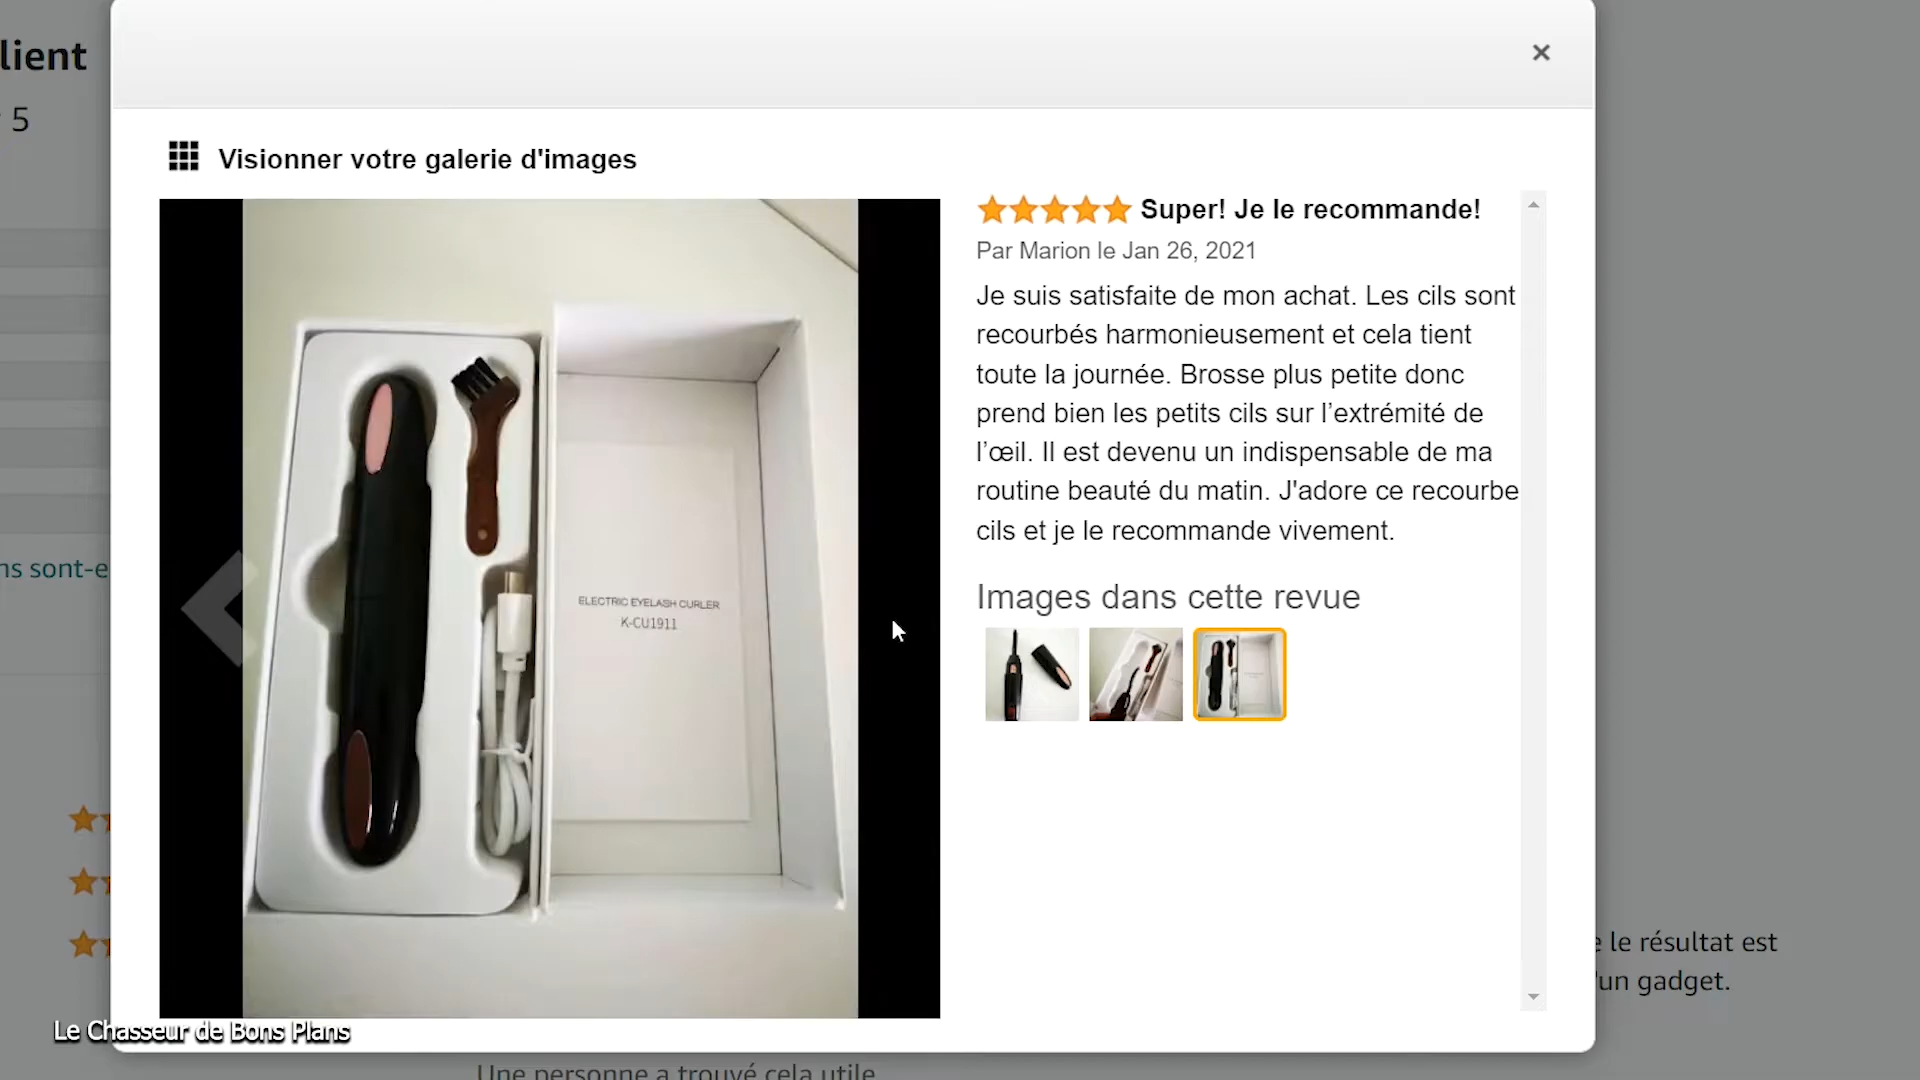 lient
5
Visionner votre galerie d'images
Super! Je le recommande!
Par Marion le Jan 26, 2021
Je suis satisfaite de mon achat. Les cils sont
recourbés harmonieusement et cela tient
toute la journée. Brosse plus petite donc
prend bien les petits cils sur l’extrémité de
l’œil. Il est devenu un indispensable de ma
routine beauté du matin. J'adore ce recourbe
cils et je le recommande vivement.
ELECTRIC EYELASH CURLER
K-CU1911
Images dans cette revue
ns sont-e
e le résultat est
'un gadget.
Le Chasseur de Bons Plans
Une personne a trouvé cela utile